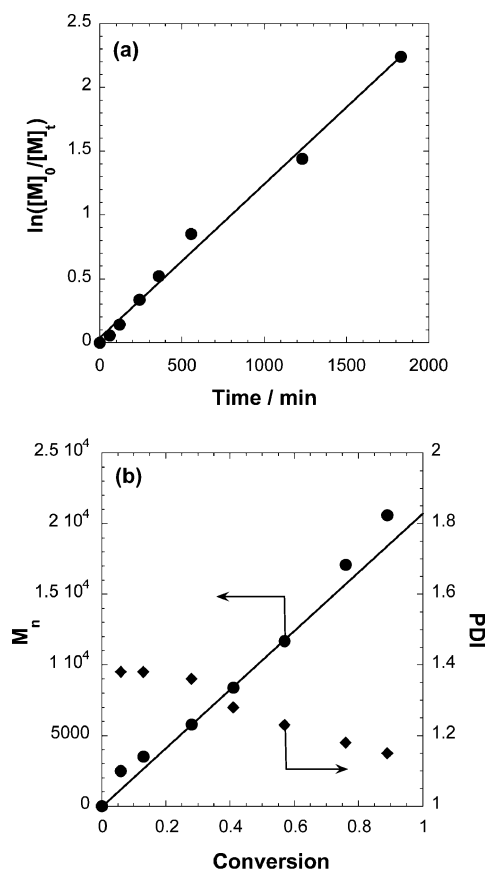 (a)
ln([M]0/[M]t)
2.5
2
1.5
1
0.5
0
0 500 1000 1500 2000
Time / min
(b)
Mn
2.5 10^4
2 10^4
1.5 10^4
1 10^4
5000
0
2
1.8
1.6
1.4
1.2
1
PDI
0 0.2 0.4 0.6 0.8 1
Conversion